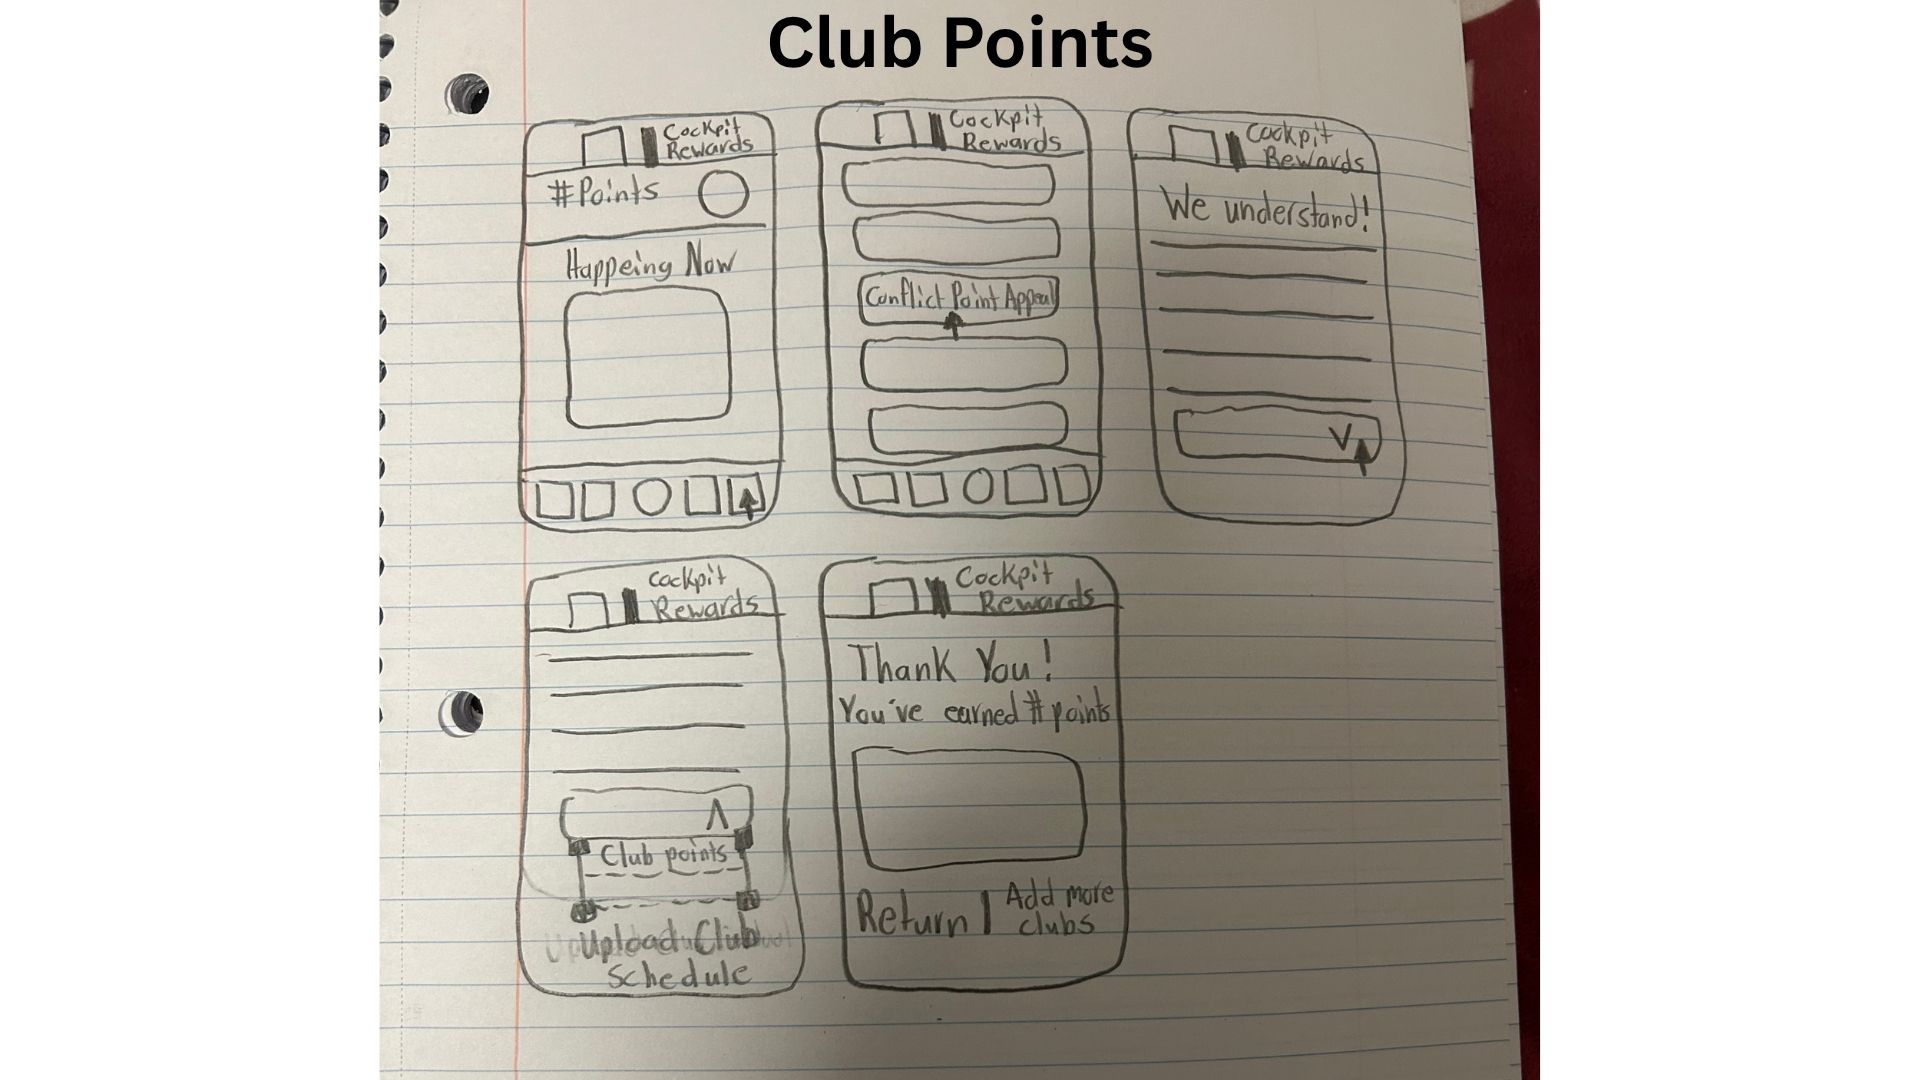 Club Points
Cockpit
Rewards
#Points
Happeing Now
Cockpit
Rewards
Conflict Point Appeal
Cockpit
Rewards
We understand!
Cockpit
Rewards
Club points
Upload Club
Schedule
Cockpit
Rewards
Thank You!
You've earned # points
Return | Add more
clubs